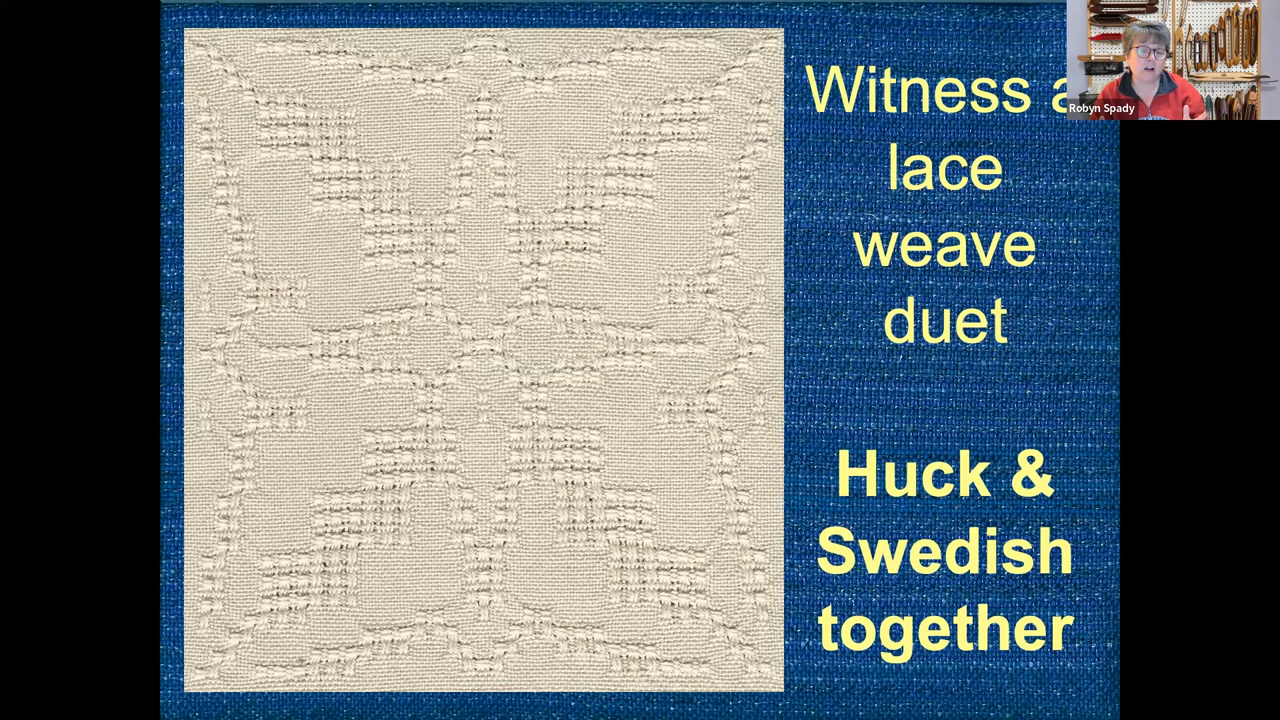 Witness a
lace
weave
duet
Huck &
Swedish
together
Robyn Spady